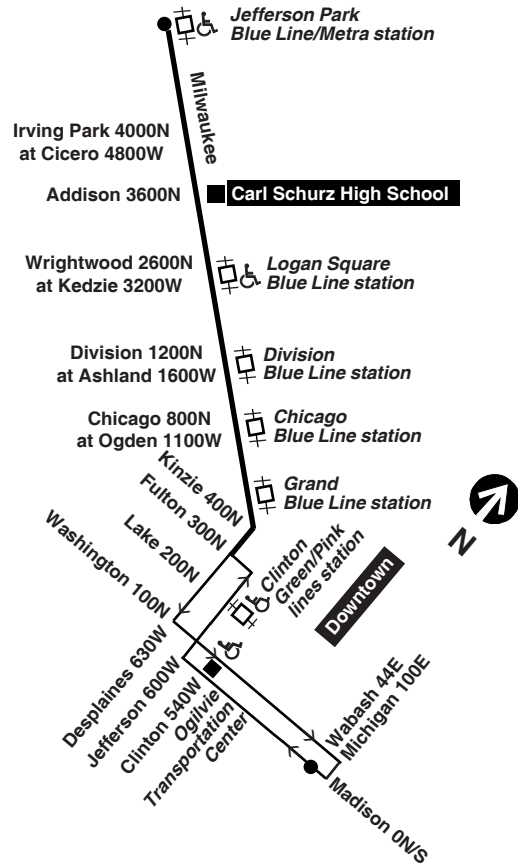 Jefferson Park
Blue Line/Metra station
Milwaukee
Irving Park 4000N
at Cicero 4800W
Addison 3600N
Carl Schurz High School
Wrightwood 2600N
at Kedzie 3200W
Logan Square
Blue Line station
Division 1200N
at Ashland 1600W
Division
Blue Line station
Chicago 800N
at Ogden 1100W
Chicago
Blue Line station
Grand
Blue Line station
Kinzie 400N
Fulton 300N
Lake 200N
Washington 100N
Clinton
Green/Pink
lines station
Downtown
N
Desplaines 630W
Jefferson 600W
Clinton 540W
Ogilvie
Transportation
Center
Wabash 44E
Michigan 100E
Madison 0N/S